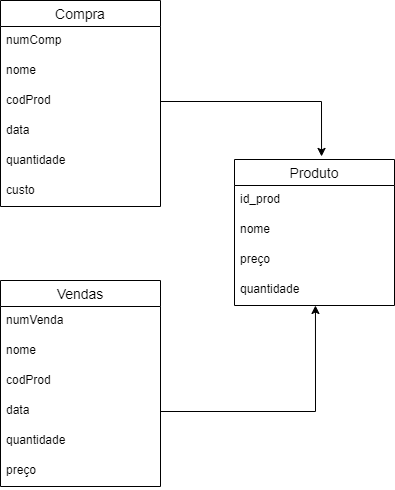 Compra
numComp
nome
codProd
data
quantidade
custo
Produto
id_prod
nome
preço
quantidade
Vendas
numVenda
nome
codProd
data
quantidade
preço